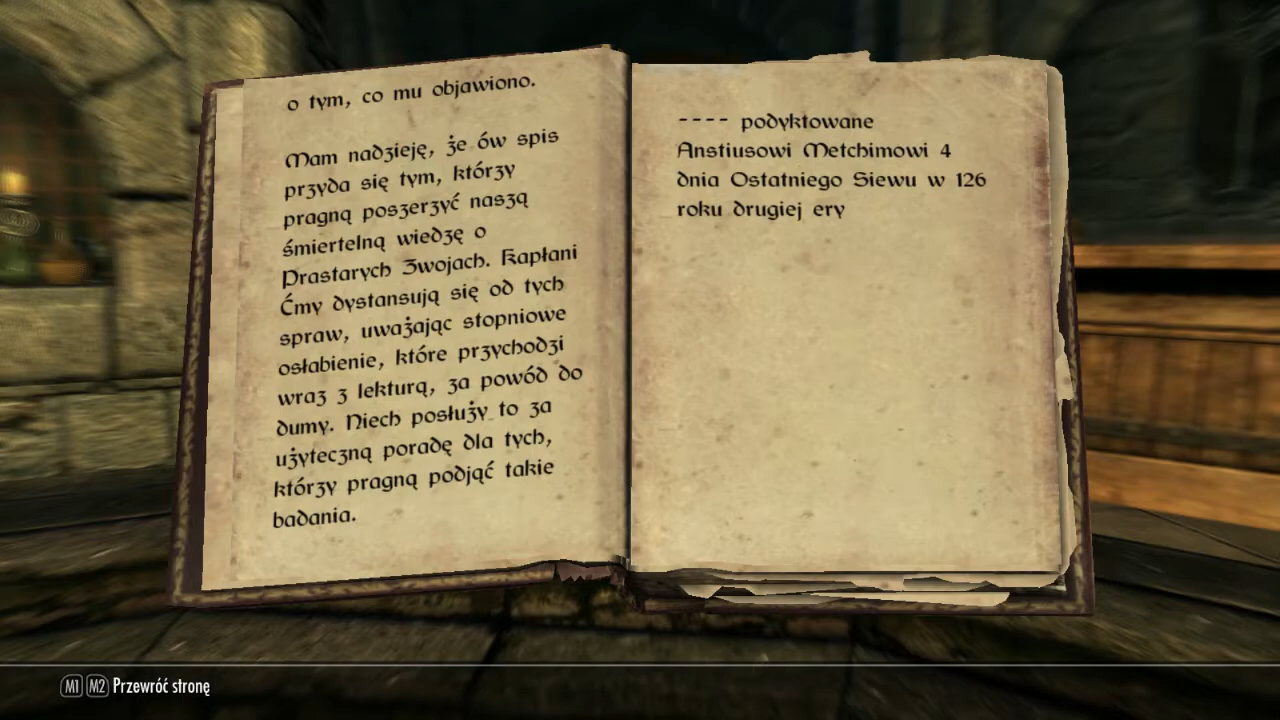 o tym, co mu objawiono.
Mam nadzieję, że ów spis
przyda się tym, którzy
pragną poszerzyć naszą
śmiertelną wiedzę o
Prastarych Zwojach. Kapłani
Ćmy dystansują się od tych
spraw, uważając stopniowe
osłabienie, które przychodzi
wraz z lekturą, za powód do
dumy. Niech posłuży to za
użyteczną poradę dla tych,
którzy pragną podjąć takie
badania.
---- podyktowane
Anstiusowi Metchimowi 4
dnia Ostatniego Siewu w 126
roku drugiej ery
M1 M2 Przewróć stronę